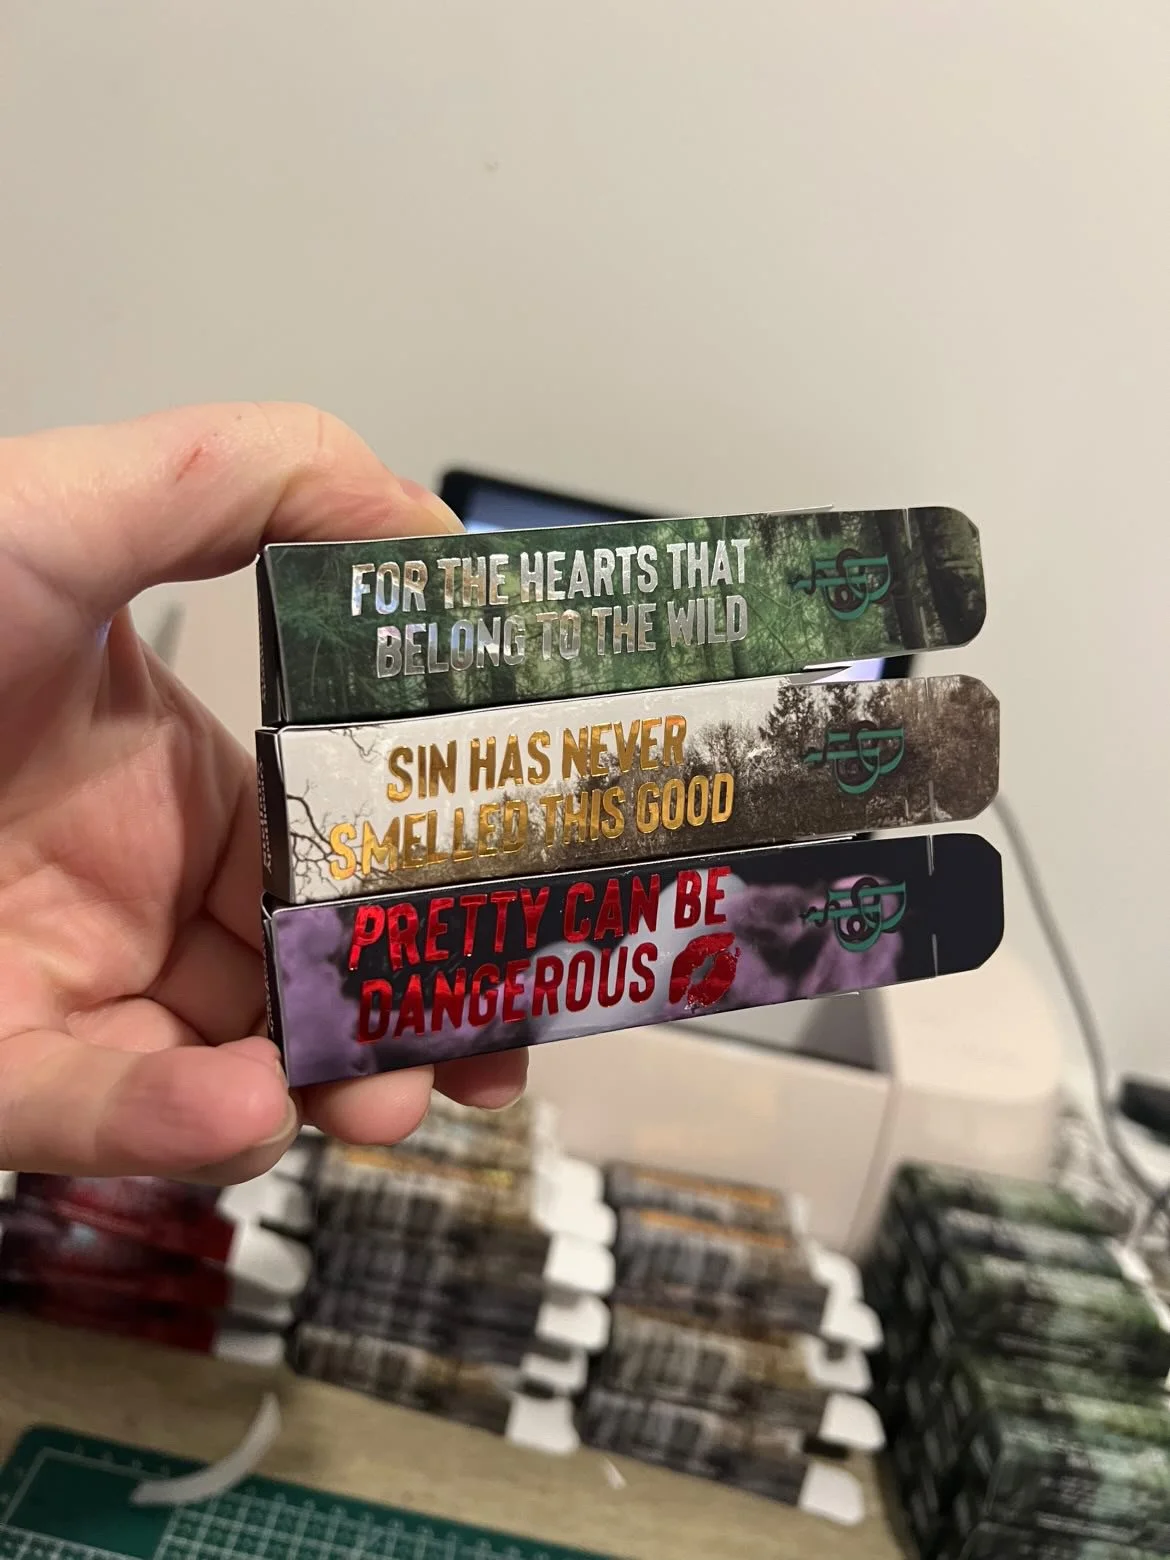 FOR THE HEARTS THAT
BELONG TO THE WILD
SIN HAS NEVER
SMELLED THIS GOOD
PRETTY CAN BE
DANGEROUS